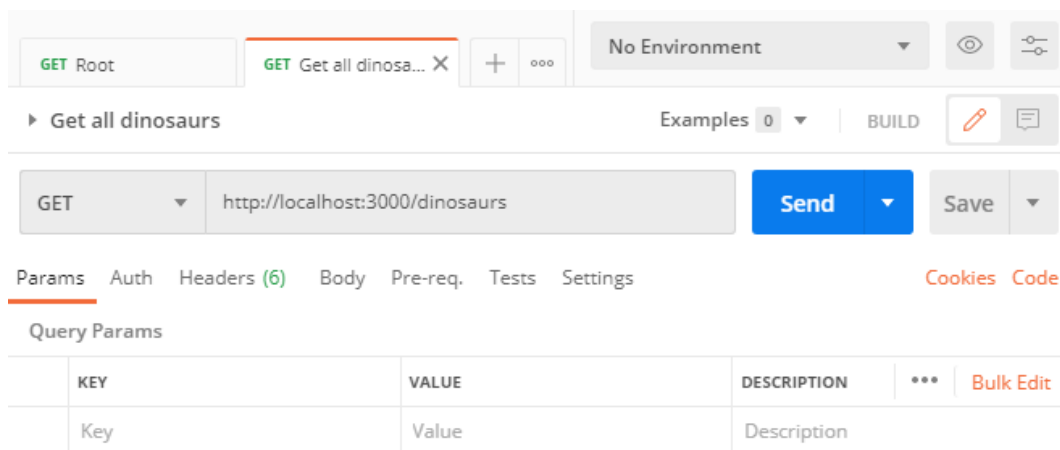 GET Root GET Get all dinosa... No Environment
Get all dinosaurs Examples 0 BUILD
GET http://localhost:3000/dinosaurs Send Save
Params Auth Headers (6) Body Pre-req. Tests Settings Cookies Code
Query Params
KEY VALUE DESCRIPTION Bulk Edit
Key Value Description